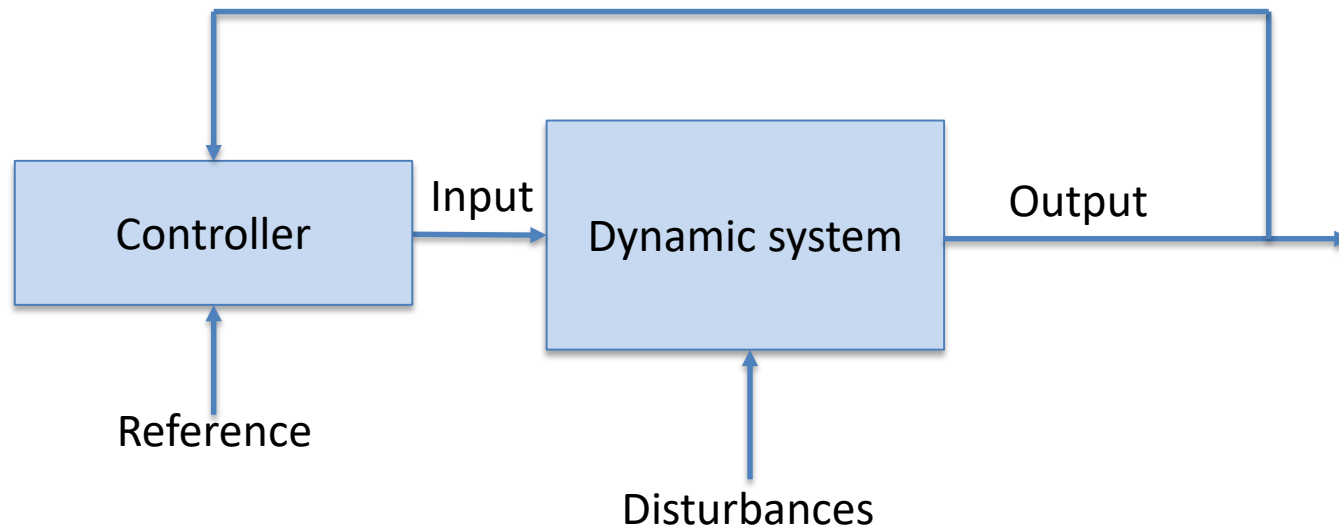 Input
Output
Controller
Dynamic system
Reference
Disturbances